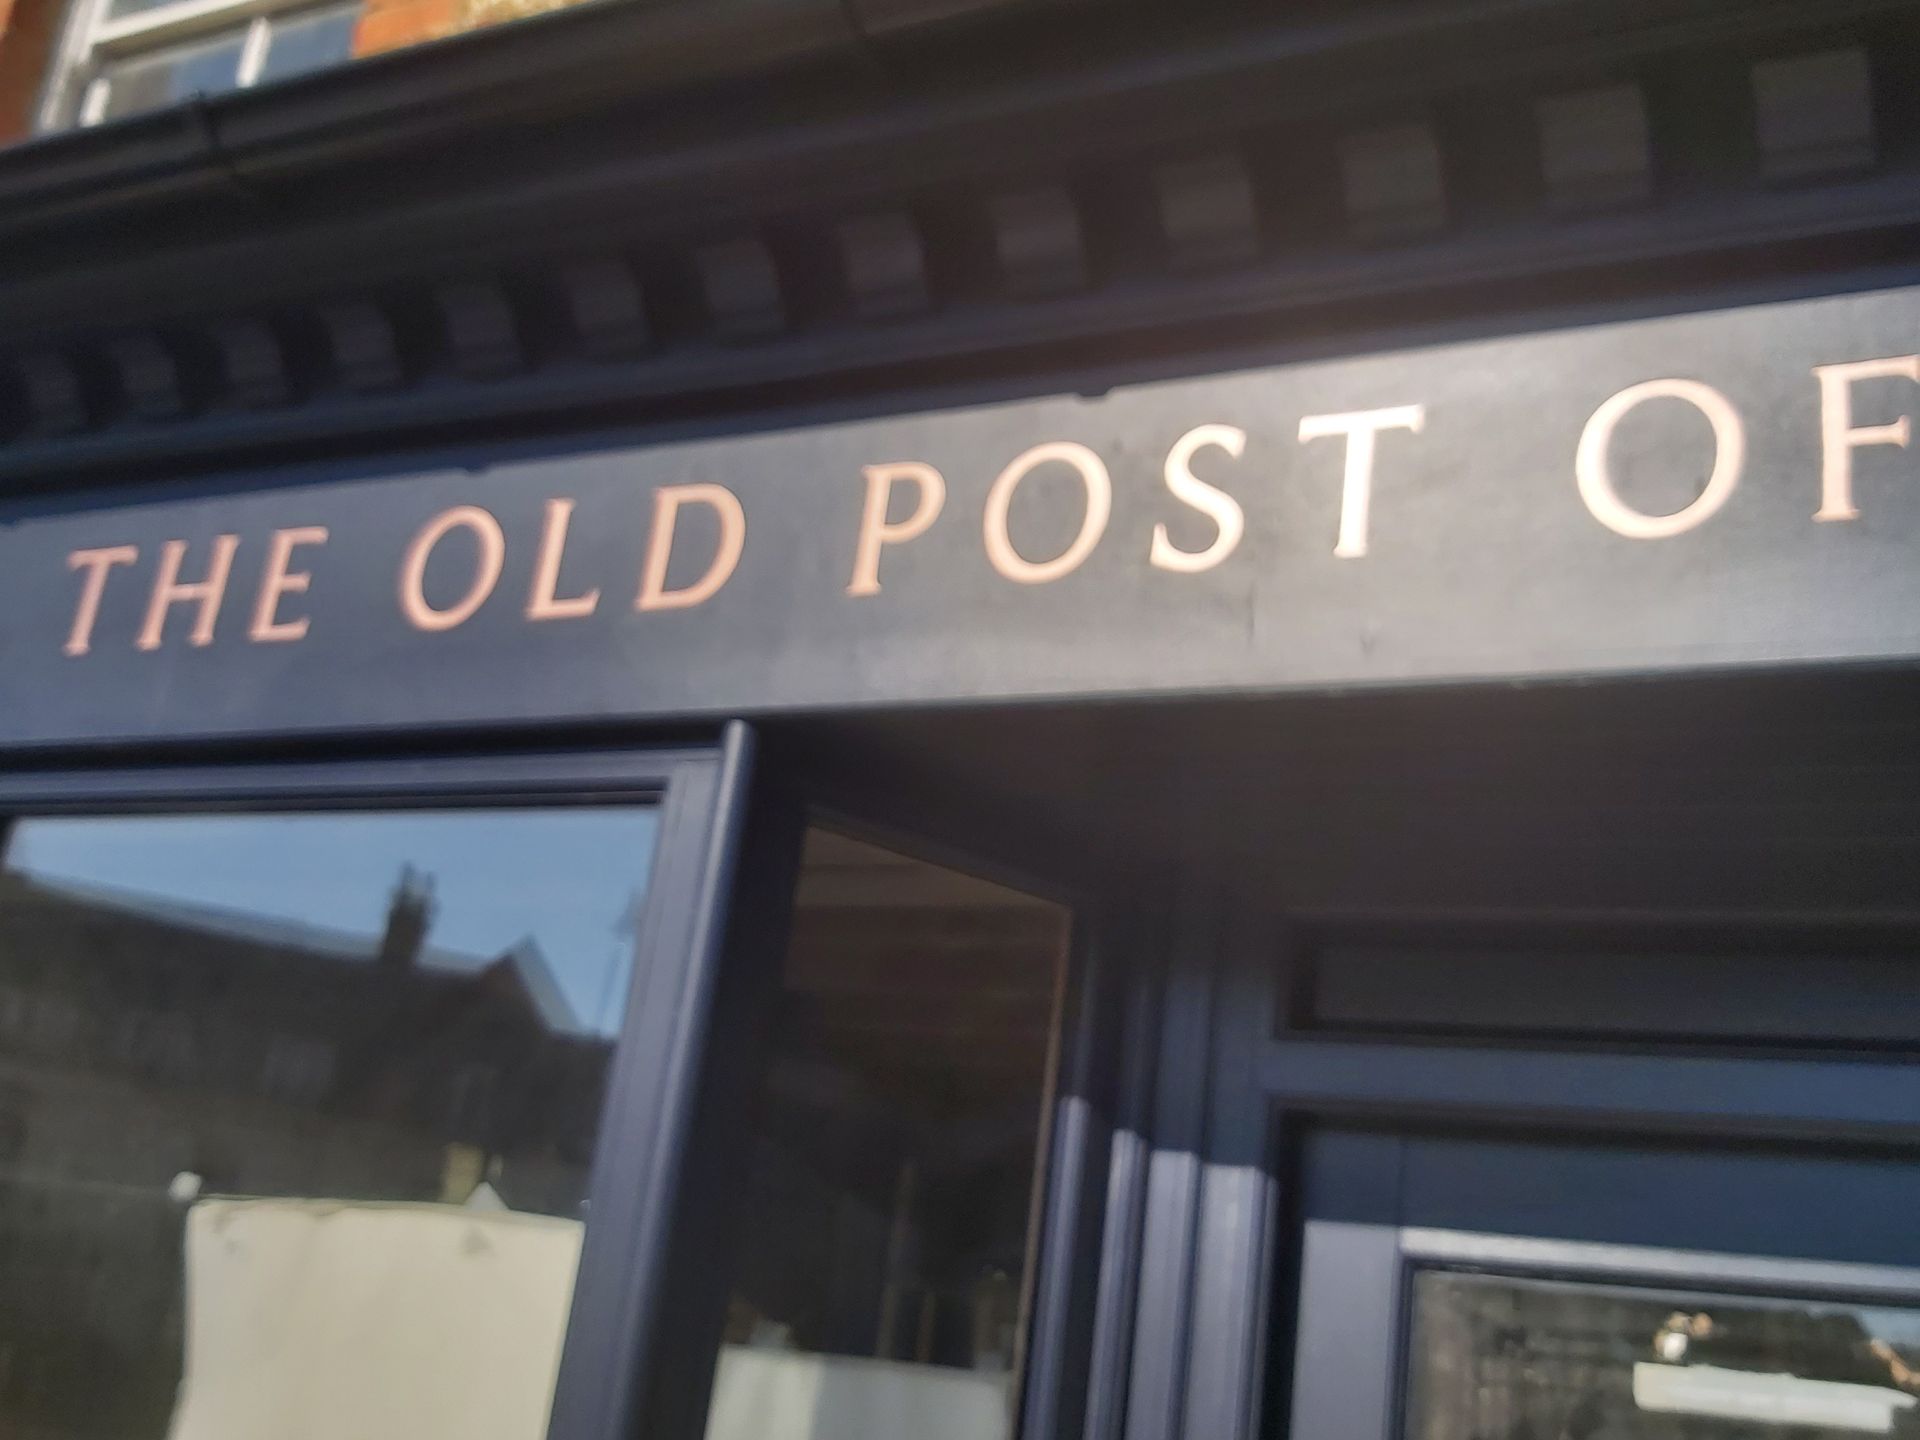 THE OLD POST OF